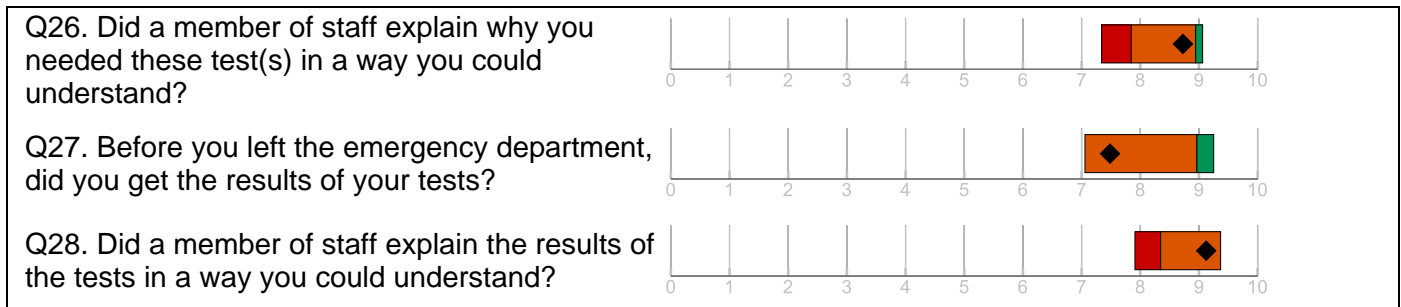 Q26. Did a member of staff explain why you
needed these test(s) in a way you could
understand?
0 1 2 3 4 5 6 7 8 9 10
Q27. Before you left the emergency department,
did you get the results of your tests?
0 1 2 3 4 5 6 7 8 9 10
Q28. Did a member of staff explain the results of
the tests in a way you could understand?
0 1 2 3 4 5 6 7 8 9 10